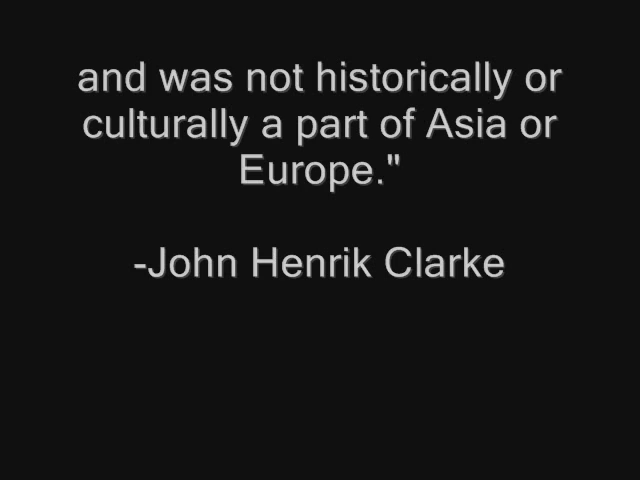 and was not historically or
culturally a part of Asia or
Europe."
-John Henrik Clarke